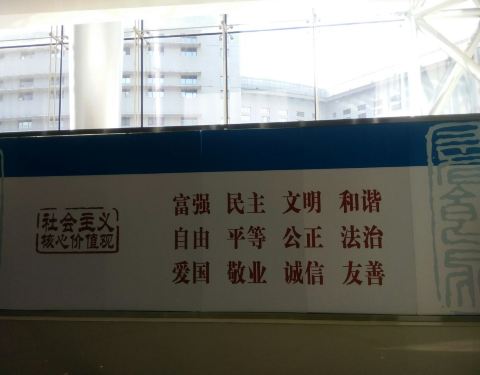 社会主义
核心价值观
富强 民主 文明 和谐
自由 平等 公正 法治
爱国 敬业 诚信 友善